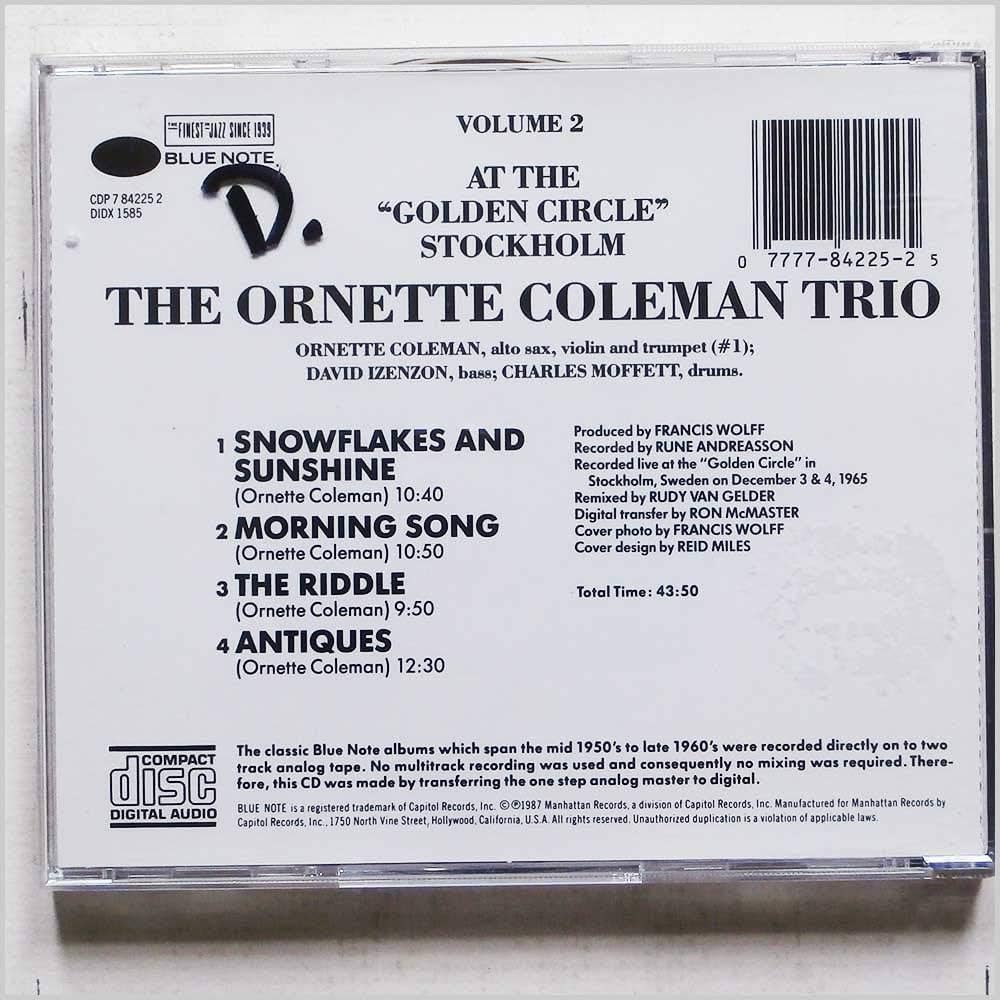 THE FINEST IN JAZZ SINCE 1939
BLUE NOTE.
CDP 7 84225 2
DIDX 1585
D.
VOLUME 2
AT THE
“GOLDEN CIRCLE”
STOCKHOLM
0 7777-84225-2 5
THE ORNETTE COLEMAN TRIO
ORNETTE COLEMAN, alto sax, violin and trumpet (#1);
DAVID IZENZON, bass; CHARLES MOFFETT, drums.
1 SNOWFLAKES AND
SUNSHINE
(Ornette Coleman) 10:40
2 MORNING SONG
(Ornette Coleman) 10:50
3 THE RIDDLE
(Ornette Coleman) 9:50
4 ANTIQUES
(Ornette Coleman) 12:30
Produced by FRANCIS WOLFF
Recorded by RUNE ANDREASSON
Recorded live at the “Golden Circle” in
Stockholm, Sweden on December 3 & 4, 1965
Remixed by RUDY VAN GELDER
Digital transfer by RON McMASTER
Cover photo by FRANCIS WOLFF
Cover design by REID MILES
Total Time: 43:50
COMPACT
disc
DIGITAL AUDIO
The classic Blue Note albums which span the mid 1950’s to late 1960’s were recorded directly on to two
track analog tape. No multitrack recording was used and consequently no mixing was required. There-
fore, this CD was made by transferring the one step analog master to digital.
BLUE NOTE is a registered trademark of Capitol Records, Inc. ©℗1987 Manhattan Records, a division of Capitol Records, Inc. Manufactured for Manhattan Records by
Capitol Records, Inc., 1750 North Vine Street, Hollywood, California, U.S.A. All rights reserved. Unauthorized duplication is a violation of applicable laws.